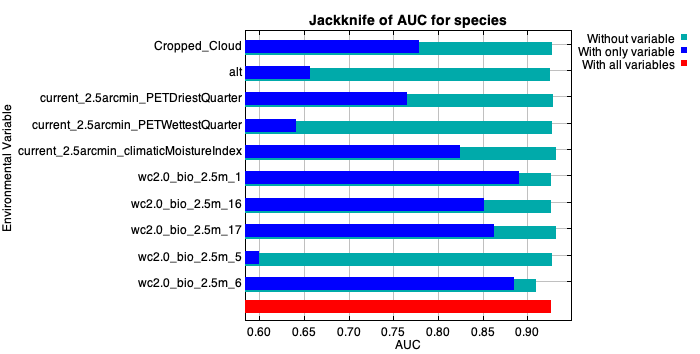 Jackknife of AUC for species
Without variable
With only variable
With all variables
Environmental Variable
Cropped_Cloud
alt
current_2.5arcmin_PETDriestQuarter
current_2.5arcmin_PETWettestQuarter
current_2.5arcmin_climaticMoistureIndex
wc2.0_bio_2.5m_1
wc2.0_bio_2.5m_16
wc2.0_bio_2.5m_17
wc2.0_bio_2.5m_5
wc2.0_bio_2.5m_6
0.60 0.65 0.70 0.75 0.80 0.85 0.90
AUC